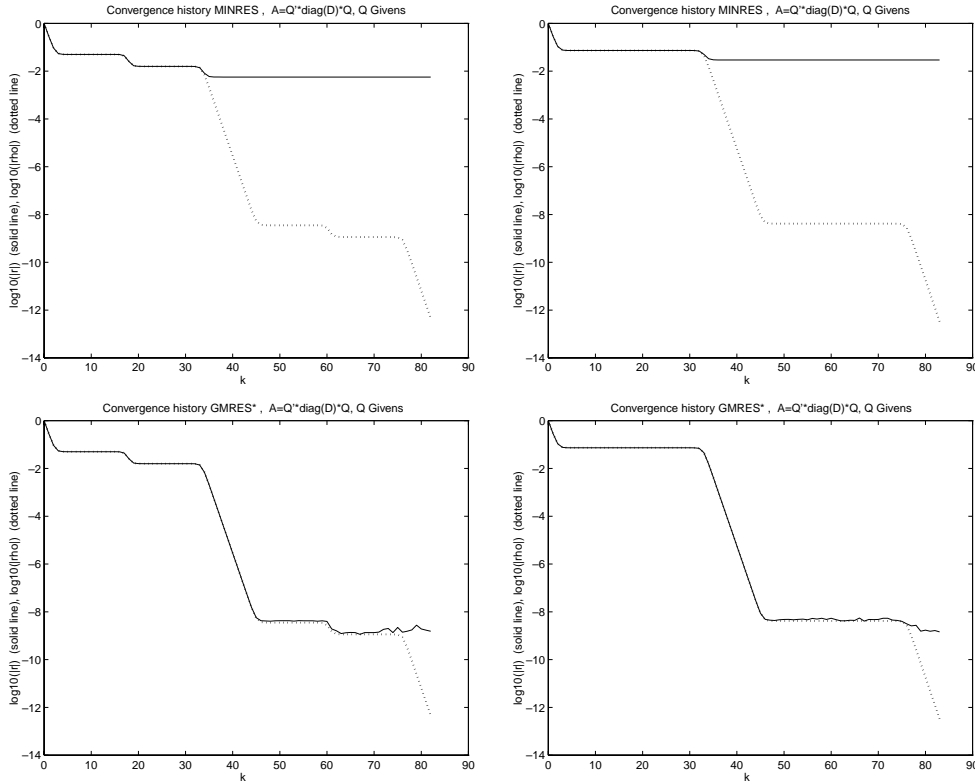 Convergence history MINRES , A=Q'*diag(D)*Q, Q Givens
log10(|r|) (solid line), log10(|rho|) (dotted line)
0
−2
−4
−6
−8
−10
−12
−14
0 10 20 30 40 50 60 70 80 90
k
Convergence history MINRES , A=Q'*diag(D)*Q, Q Givens
log10(|r|) (solid line), log10(|rho|) (dotted line)
0
−2
−4
−6
−8
−10
−12
−14
0 10 20 30 40 50 60 70 80 90
k
Convergence history GMRES* , A=Q'*diag(D)*Q, Q Givens
log10(|r|) (solid line), log10(|rho|) (dotted line)
0
−2
−4
−6
−8
−10
−12
−14
0 10 20 30 40 50 60 70 80 90
k
Convergence history GMRES* , A=Q'*diag(D)*Q, Q Givens
log10(|r|) (solid line), log10(|rho|) (dotted line)
0
−2
−4
−6
−8
−10
−12
−14
0 10 20 30 40 50 60 70 80 90
k